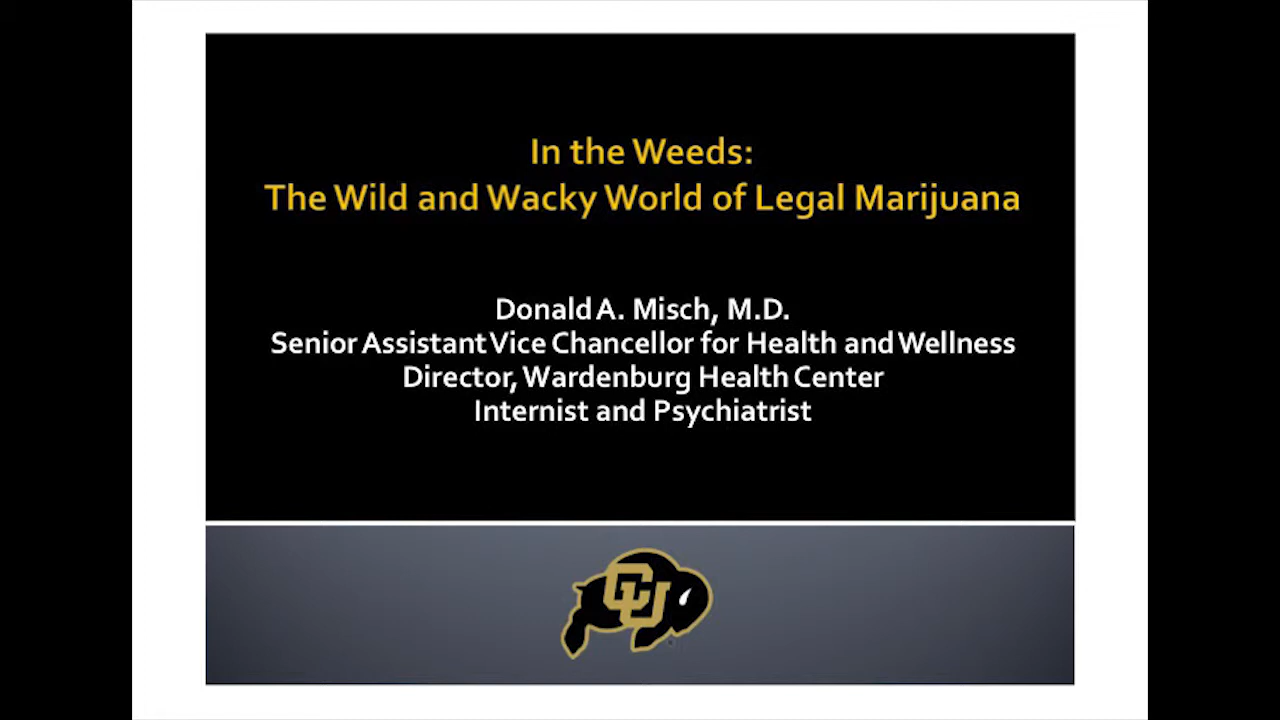 In the Weeds:
The Wild and Wacky World of Legal Marijuana
Donald A. Misch, M.D.
Senior Assistant Vice Chancellor for Health and Wellness
Director, Wardenburg Health Center
Internist and Psychiatrist
CU